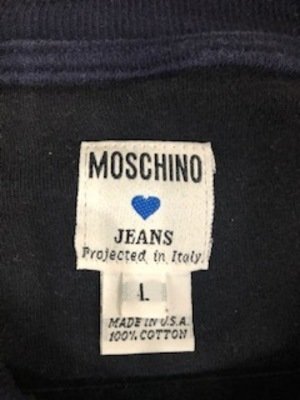 MOSCHINO
JEANS
Projected in Italy.
L
MADE IN U.S.A.
100% COTTON